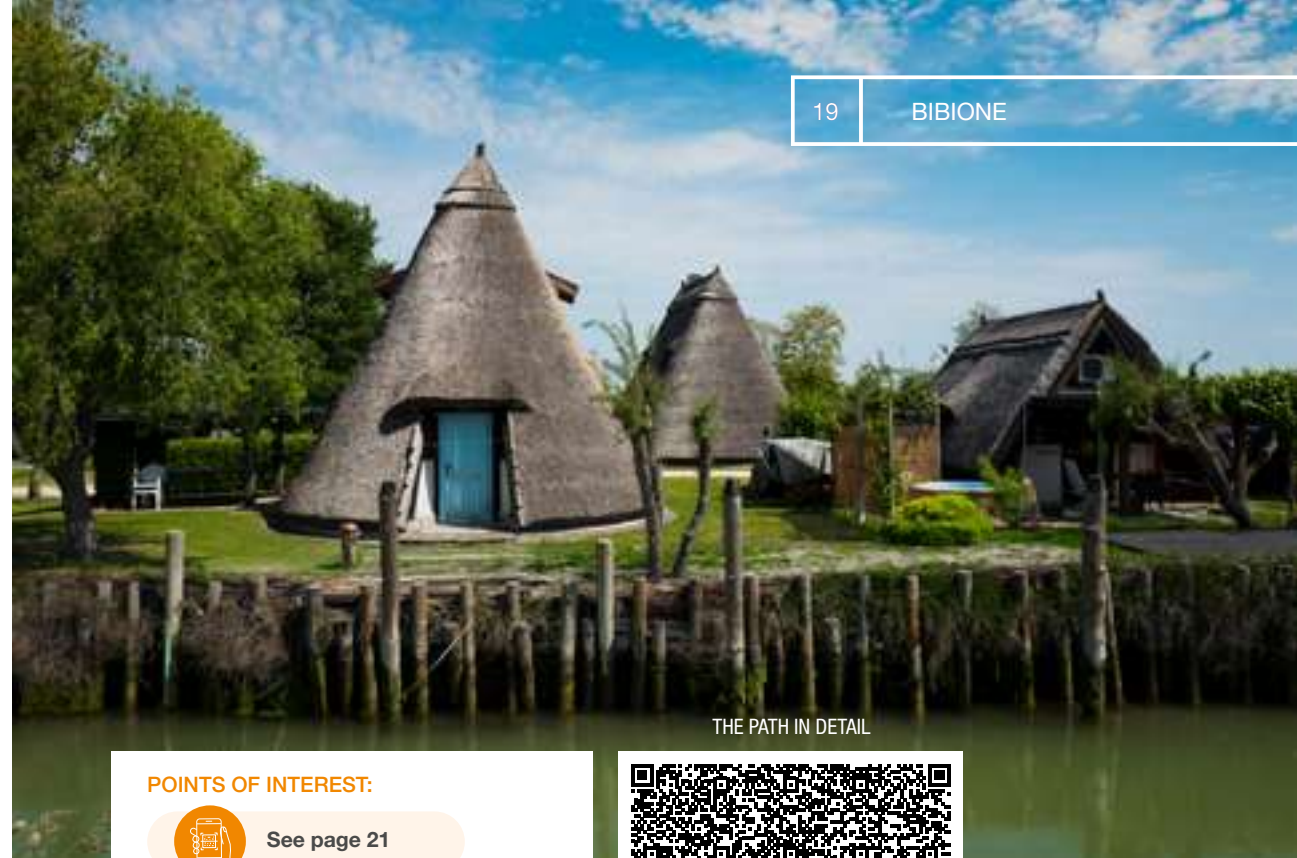 19 BIBIONE
THE PATH IN DETAIL
POINTS OF INTEREST:
See page 21